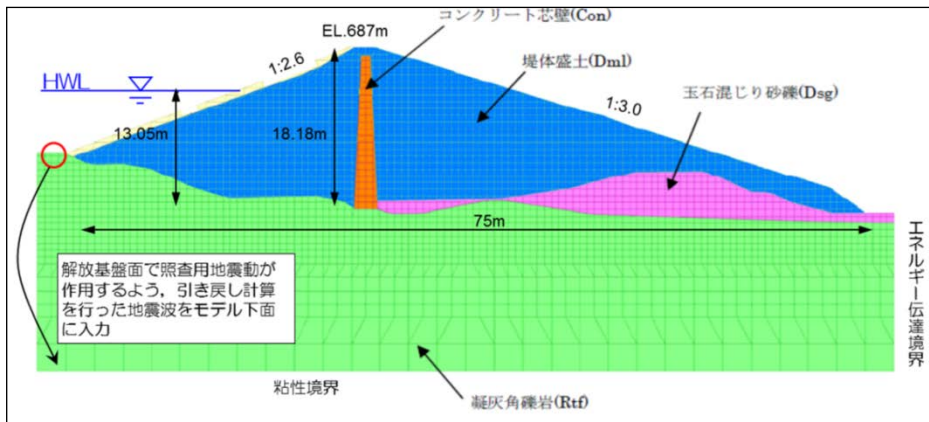 コンクリート芯壁(Con)
EL.687m
1:2.6
堤体盛土(Dml)
HWL
玉石混じり砂礫(Dsg)
1:3.0
13.05m
18.18m
75m
解放基盤面で照査用地震動が
作用するよう，引き戻し計算
を行った地震波をモデル下面
に入力
エネルギー伝達境界
粘性境界
凝灰角礫岩(Rtf)